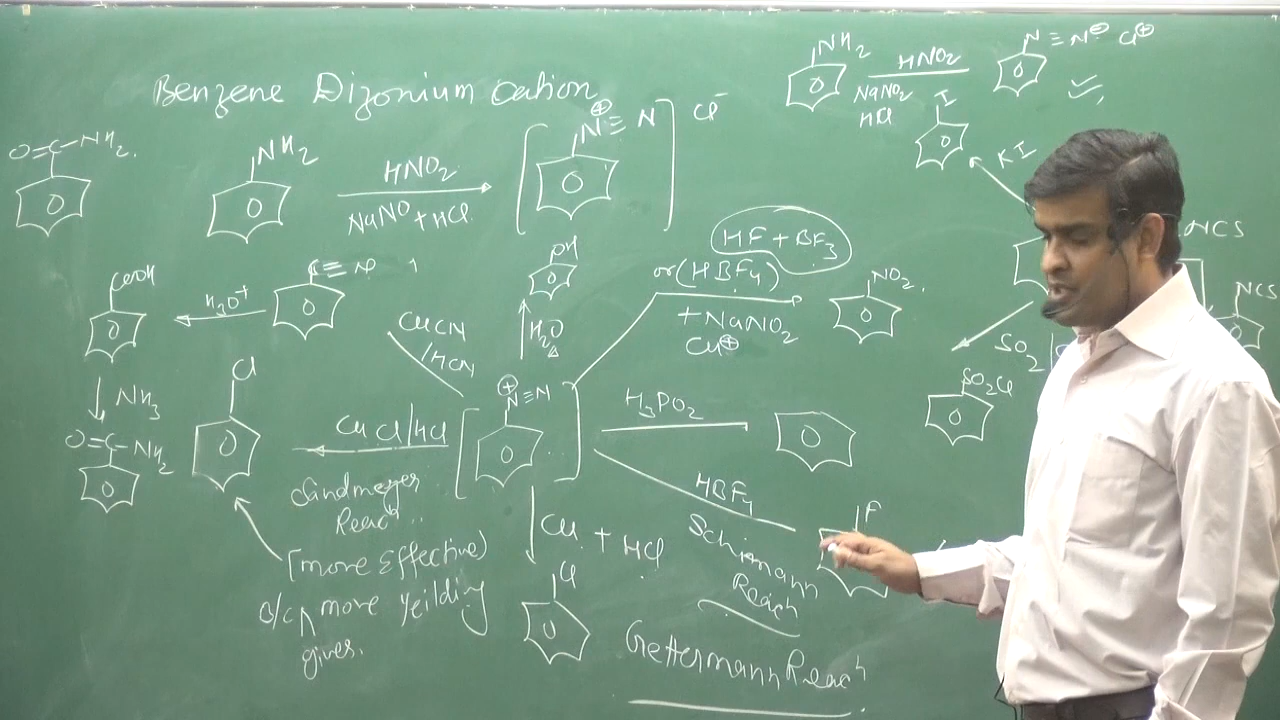 Benzene Dizonium Cation
NH2
HNO2
NaNO2
HCl
N≡N⊖ Cl⊕
I
KI
O=C-NH2.
NH2
HNO2
NaNO+HCl
[N⊕≡N] Cl-
NCS
NCS
COOH
H3O+
C≡N
CuCN
/HCN
OH
H2O
Δ
HF + BF3
or(HBF4)
+ NaNO2
Cu⊕
NO2.
SO2
SO2Cl
NH3
O=C-NH2
Cl
CuCl/HCl
Sandmeyer
Reacn..
[N⊕≡N]
H3PO2
HBF4
Schimann
Reacn
F
Cu + HCl
Cl
[more Effective)
b/c more Yeilding
gives.
Gettermann Reacn